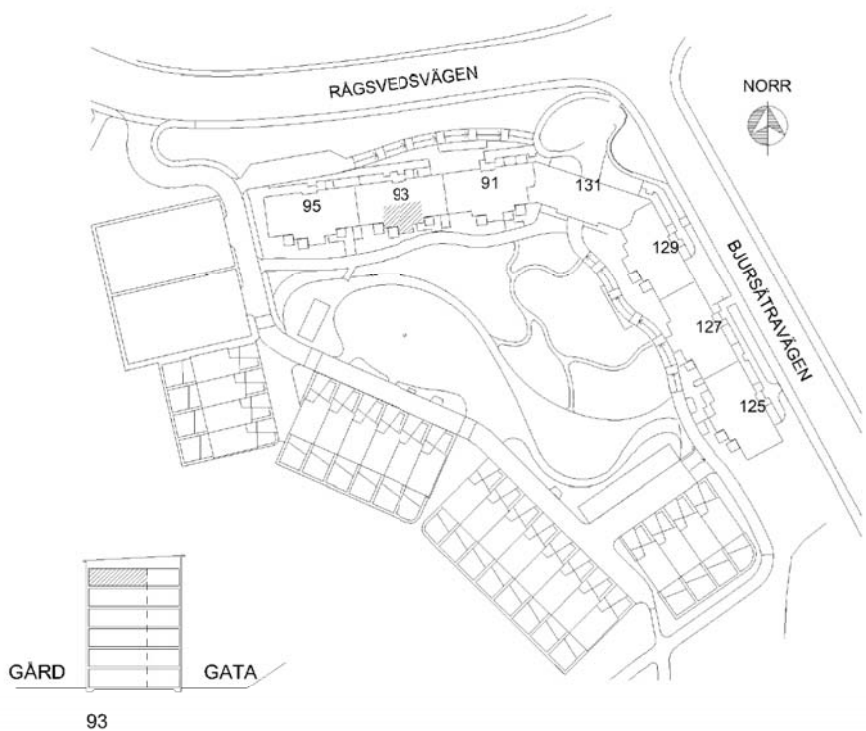 RÅGSVEDSVÄGEN
NORR
95
93
91
131
129
BJURSÄTRAVÄGEN
127
125
GÅRD
GATA
93